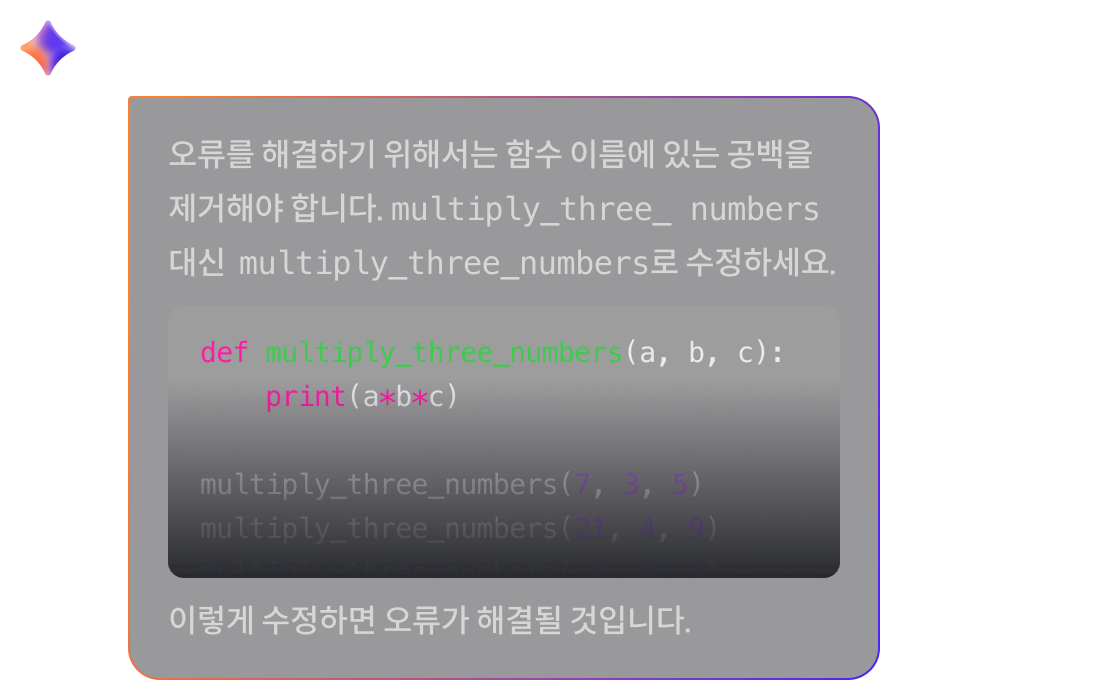 오류를 해결하기 위해서는 함수 이름에 있는 공백을
제거해야 합니다. multiply_three_ numbers
대신 multiply_three_numbers로 수정하세요.
def multiply_three_numbers(a, b, c):
    print(a*b*c)
multiply_three_numbers(7, 3, 5)
multiply_three_numbers(21, 4, 9)
이렇게 수정하면 오류가 해결될 것입니다.